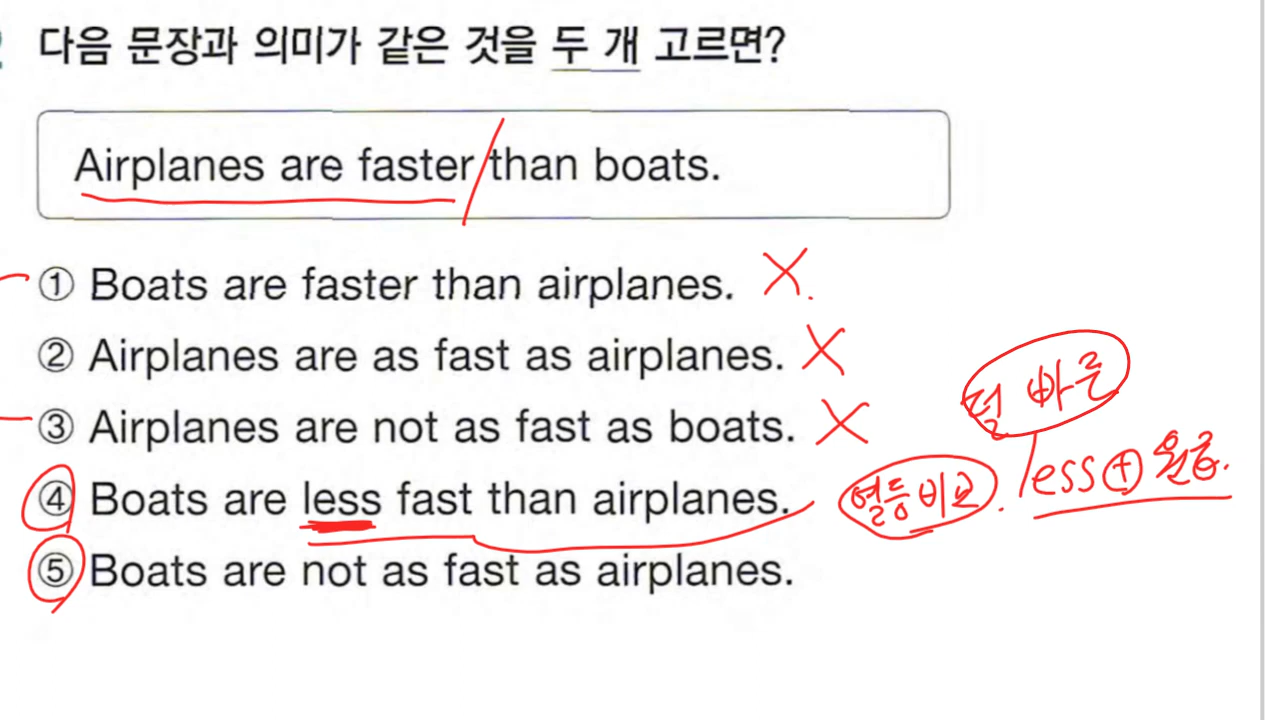 다음 문장과 의미가 같은 것을 두 개 고르면?
Airplanes are faster / than boats.
① Boats are faster than airplanes. X.
② Airplanes are as fast as airplanes. X
③ Airplanes are not as fast as boats. X
덜 빠른
④ Boats are less fast than airplanes. 열등비교. less ⊕ 원급.
⑤ Boats are not as fast as airplanes.